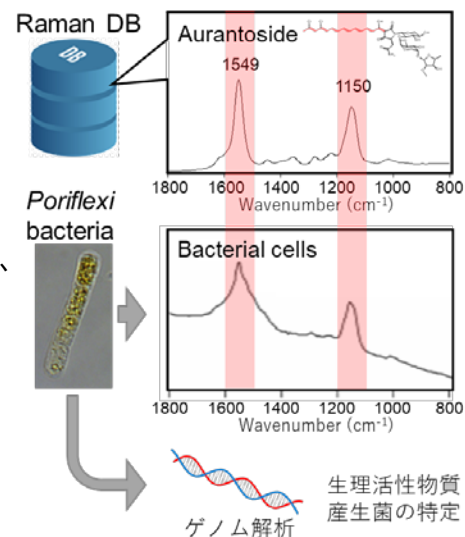 Raman DB
DB
Aurantoside
1549
1150
1800 1600 1400 1200 1000 800
Wavenumber (cm⁻¹)
Poriflexi
bacteria
、
Bacterial cells
1800 1600 1400 1200 1000 800
Wavenumber (cm⁻¹)
ゲノム解析
生理活性物質
産生菌の特定